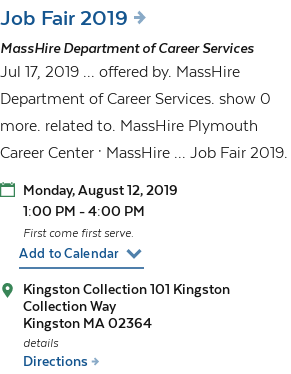 Job Fair 2019
MassHire Department of Career Services
Jul 17, 2019 ... offered by. MassHire
Department of Career Services. show 0
more. related to. MassHire Plymouth
Career Center · MassHire ... Job Fair 2019.
Monday, August 12, 2019
1:00 PM - 4:00 PM
First come first serve.
Add to Calendar
Kingston Collection 101 Kingston
Collection Way
Kingston MA 02364
details
Directions